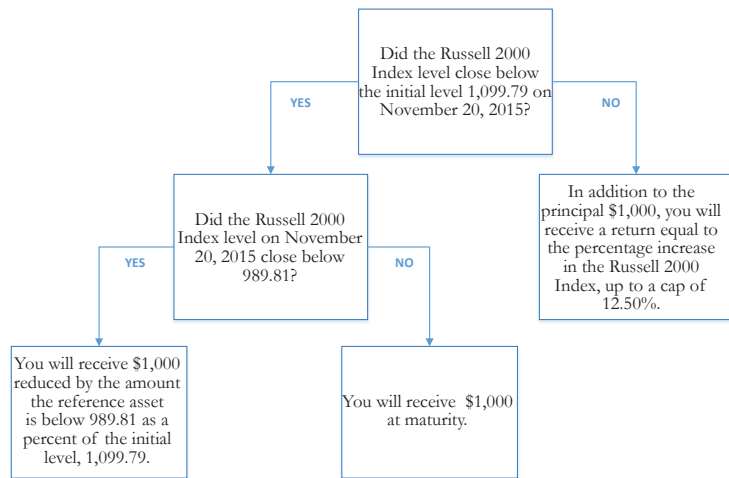 Did the Russell 2000
Index level close below
the initial level 1,099.79 on
November 20, 2015?
YES
NO
Did the Russell 2000
Index level on November
20, 2015 close below
989.81?
In addition to the
principal $1,000, you will
receive a return equal to
the percentage increase
in the Russell 2000
Index, up to a cap of
12.50%.
YES
NO
You will receive $1,000
reduced by the amount
the reference asset
is below 989.81 as a
percent of the initial
level, 1,099.79.
You will receive $1,000
at maturity.